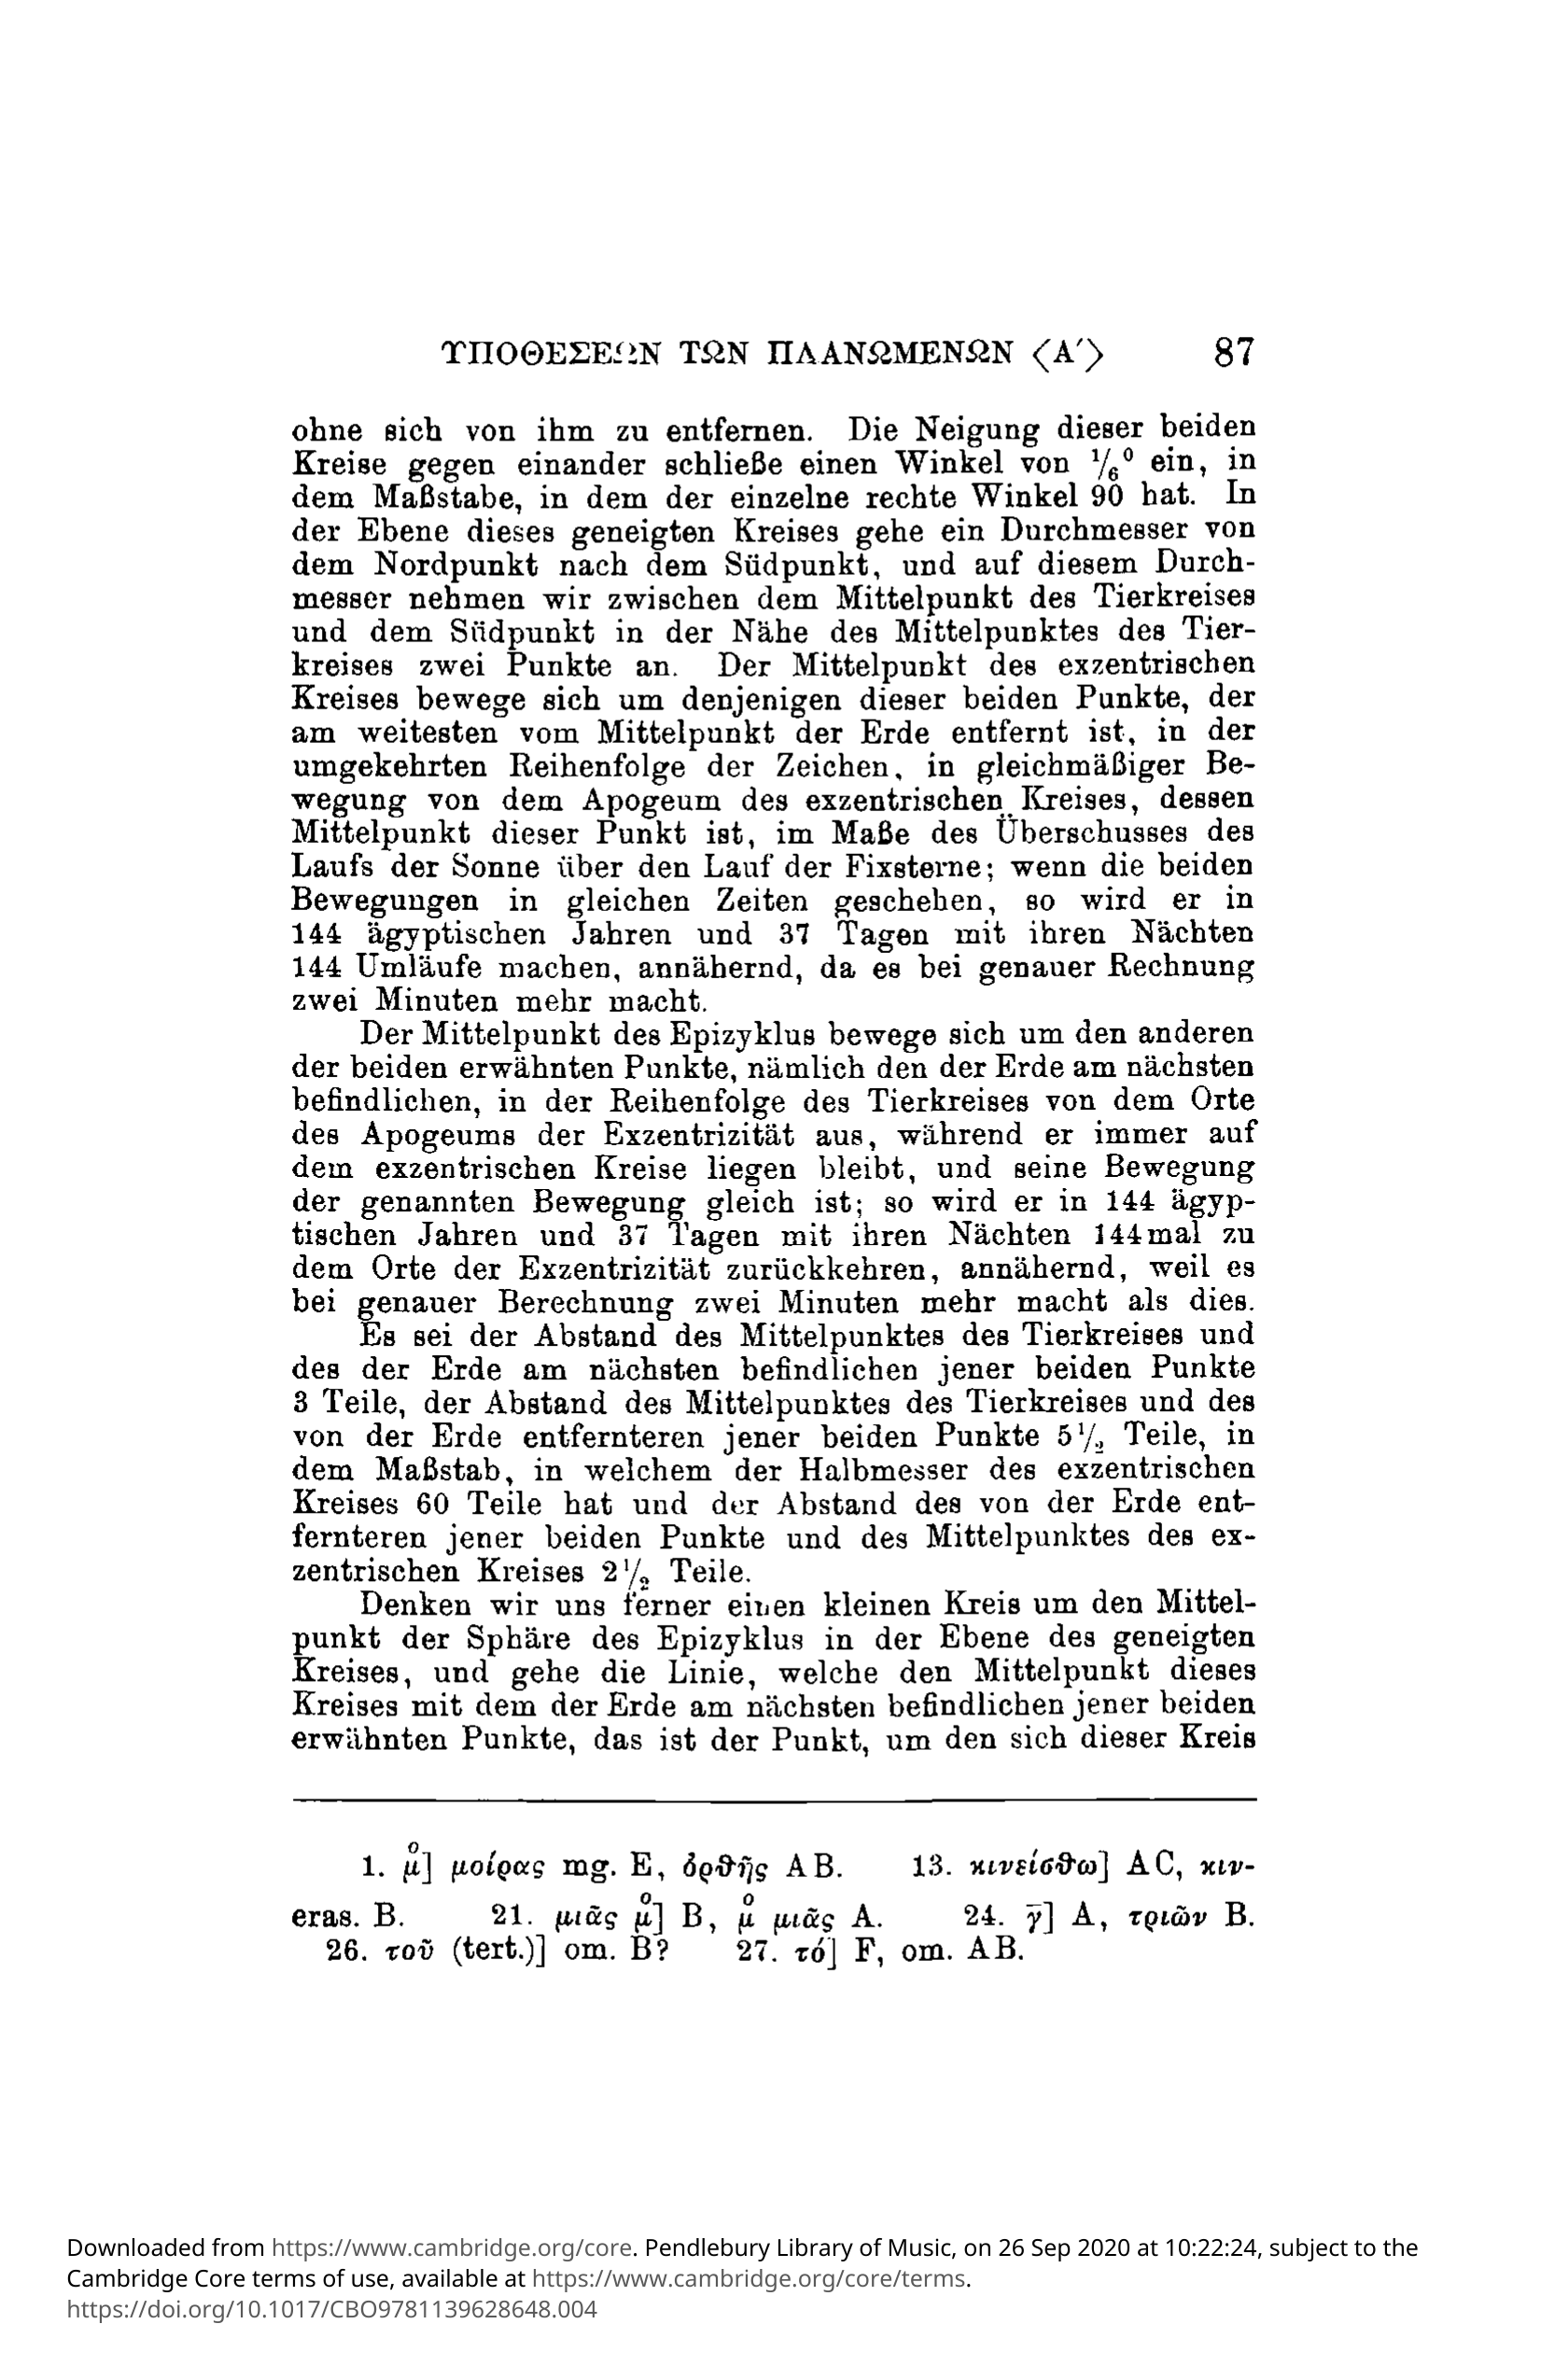 ΥΠΟΘΕΣΕΩΝ ΤΩΝ ΠΛΑΝΩΜΕΝΩΝ ⟨Α′⟩ 87
ohne sich von ihm zu entfernen. Die Neigung dieser beiden
Kreise gegen einander schließe einen Winkel von 1/6⁰ ein, in
dem Maßstabe, in dem der einzelne rechte Winkel 90 hat. In
der Ebene dieses geneigten Kreises gehe ein Durchmesser von
dem Nordpunkt nach dem Südpunkt, und auf diesem Durch-
messer nehmen wir zwischen dem Mittelpunkt des Tierkreises
und dem Südpunkt in der Nähe des Mittelpunktes des Tier-
kreises zwei Punkte an. Der Mittelpunkt des exzentrischen
Kreises bewege sich um denjenigen dieser beiden Punkte, der
am weitesten vom Mittelpunkt der Erde entfernt ist, in der
umgekehrten Reihenfolge der Zeichen, in gleichmäßiger Be-
wegung von dem Apogeum des exzentrischen Kreises, dessen
Mittelpunkt dieser Punkt ist, im Maße des Überschusses des
Laufs der Sonne über den Lauf der Fixsterne; wenn die beiden
Bewegungen in gleichen Zeiten geschehen, so wird er in
144 ägyptischen Jahren und 37 Tagen mit ihren Nächten
144 Umläufe machen, annähernd, da es bei genauer Rechnung
zwei Minuten mehr macht.
Der Mittelpunkt des Epizyklus bewege sich um den anderen
der beiden erwähnten Punkte, nämlich den der Erde am nächsten
befindlichen, in der Reihenfolge des Tierkreises von dem Orte
des Apogeums der Exzentrizität aus, während er immer auf
dem exzentrischen Kreise liegen bleibt, und seine Bewegung
der genannten Bewegung gleich ist; so wird er in 144 ägyp-
tischen Jahren und 37 Tagen mit ihren Nächten 144mal zu
dem Orte der Exzentrizität zurückkehren, annähernd, weil es
bei genauer Berechnung zwei Minuten mehr macht als dies.
Es sei der Abstand des Mittelpunktes des Tierkreises und
des der Erde am nächsten befindlichen jener beiden Punkte
3 Teile, der Abstand des Mittelpunktes des Tierkreises und des
von der Erde entfernteren jener beiden Punkte 5 1/2 Teile, in
dem Maßstab, in welchem der Halbmesser des exzentrischen
Kreises 60 Teile hat und der Abstand des von der Erde ent-
fernteren jener beiden Punkte und des Mittelpunktes des ex-
zentrischen Kreises 2 1/2 Teile.
Denken wir uns ferner einen kleinen Kreis um den Mittel-
punkt der Sphäre des Epizyklus in der Ebene des geneigten
Kreises, und gehe die Linie, welche den Mittelpunkt dieses
Kreises mit dem der Erde am nächsten befindlichen jener beiden
erwähnten Punkte, das ist der Punkt, um den sich dieser Kreis
1. μ̊] μοίρας mg. E, ὀρθῆς AB. 13. κινείσθω] AC, κιν-
eras. B. 21. μιᾶς μ̊] B, μ̊ μιᾶς A. 24. γ̄] A, τριῶν B.
26. τοῦ (tert.)] om. B? 27. τό] F, om. AB.
Downloaded from https://www.cambridge.org/core. Pendlebury Library of Music, on 26 Sep 2020 at 10:22:24, subject to the
Cambridge Core terms of use, available at https://www.cambridge.org/core/terms.
https://doi.org/10.1017/CBO9781139628648.004